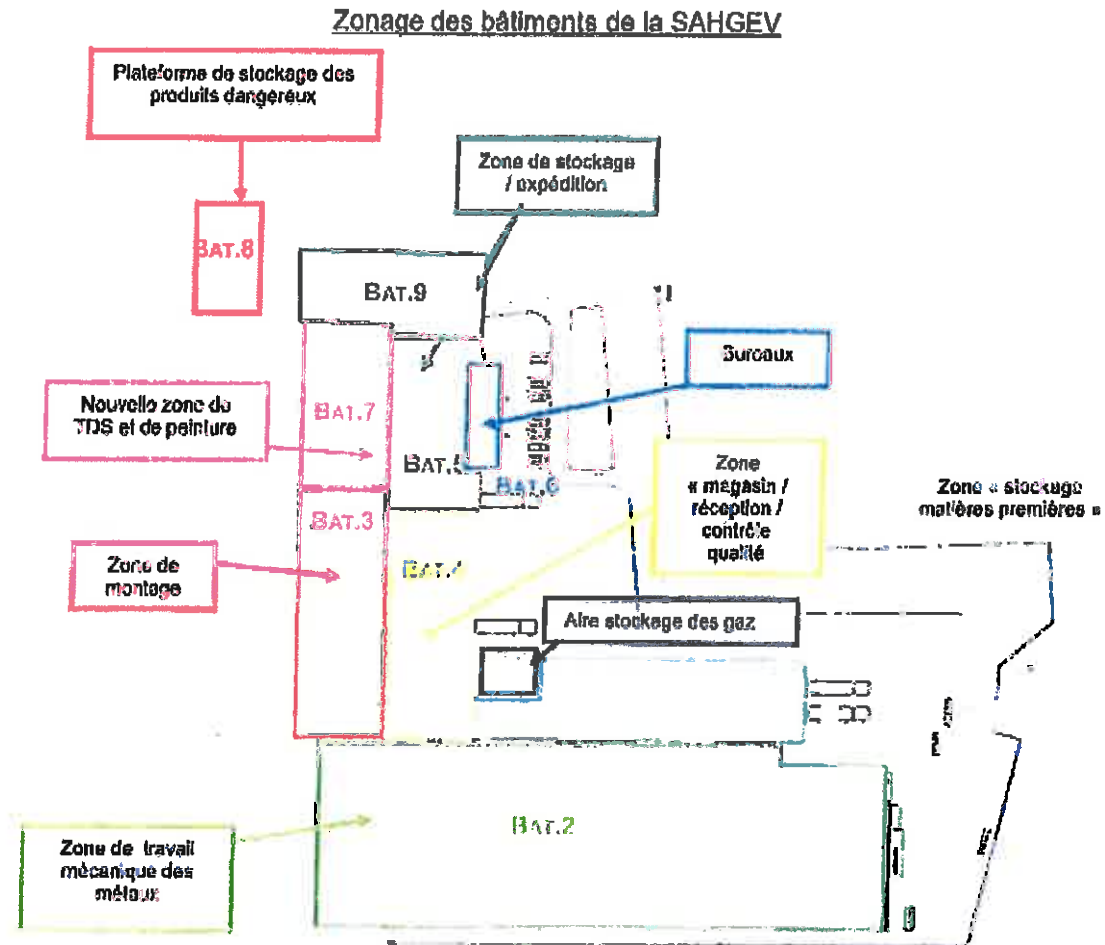 Zonage des bâtiments de la SAHGEV
Plateforme de stockage des
produits dangereux
Zone de stockage
/ expédition
BAT.8
BAT.9
Bureaux
Nouvelle zone de
TDS et de peinture
BAT.7
BAT.5
BAT.6
Zone
« magasin /
réception /
contrôle
qualité
Zone « stockage
matières premières »
BAT.3
Zone de
montage
BAT.4
Aire stockage des gaz
BAT.2
Zone de travail
mécanique des
métaux